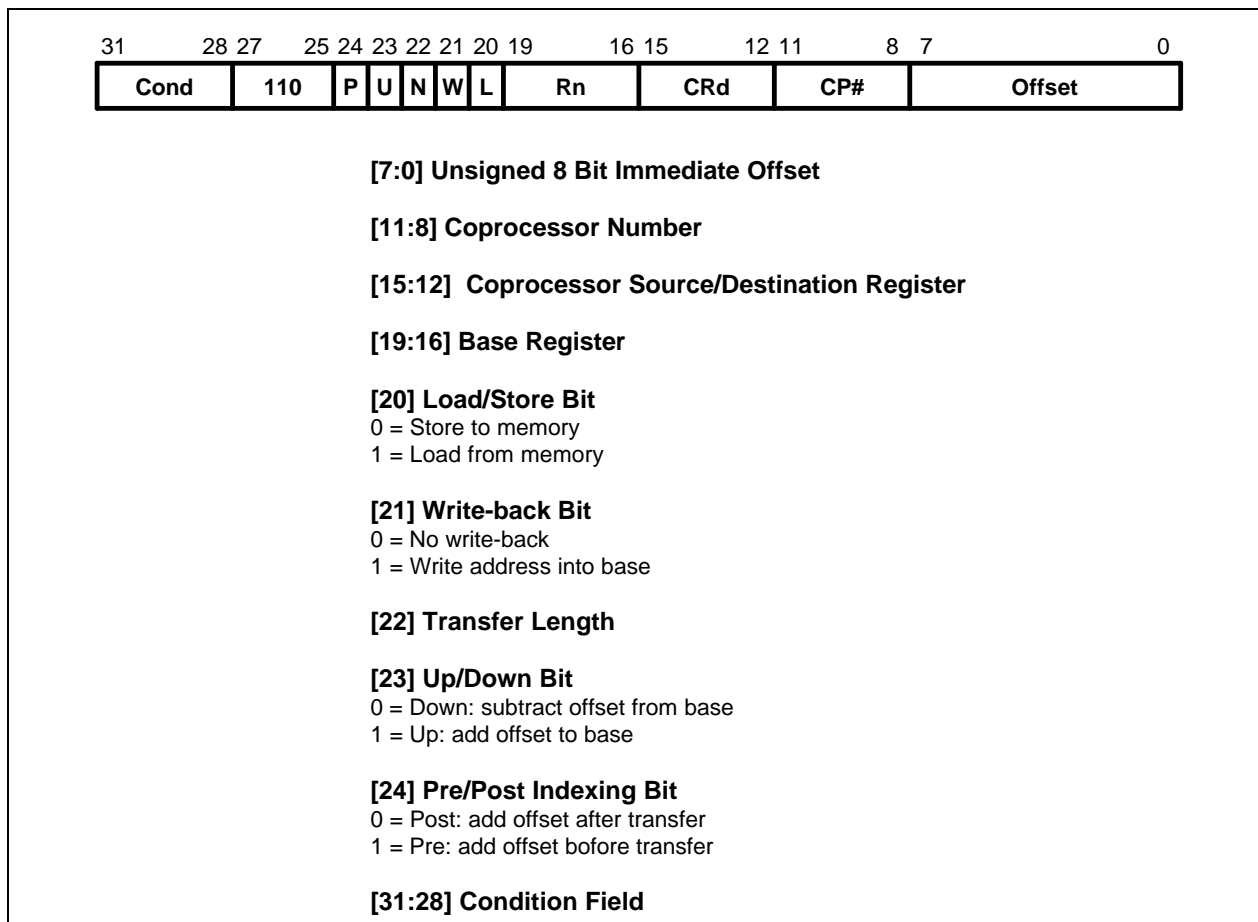 31 28 27 25 24 23 22 21 20 19 16 15 12 11 8 7 0
Cond 110 P U N W L Rn CRd CP# Offset
[7:0] Unsigned 8 Bit Immediate Offset
[11:8] Coprocessor Number
[15:12] Coprocessor Source/Destination Register
[19:16] Base Register
[20] Load/Store Bit
0 = Store to memory
1 = Load from memory
[21] Write-back Bit
0 = No write-back
1 = Write address into base
[22] Transfer Length
[23] Up/Down Bit
0 = Down: subtract offset from base
1 = Up: add offset to base
[24] Pre/Post Indexing Bit
0 = Post: add offset after transfer
1 = Pre: add offset bofore transfer
[31:28] Condition Field